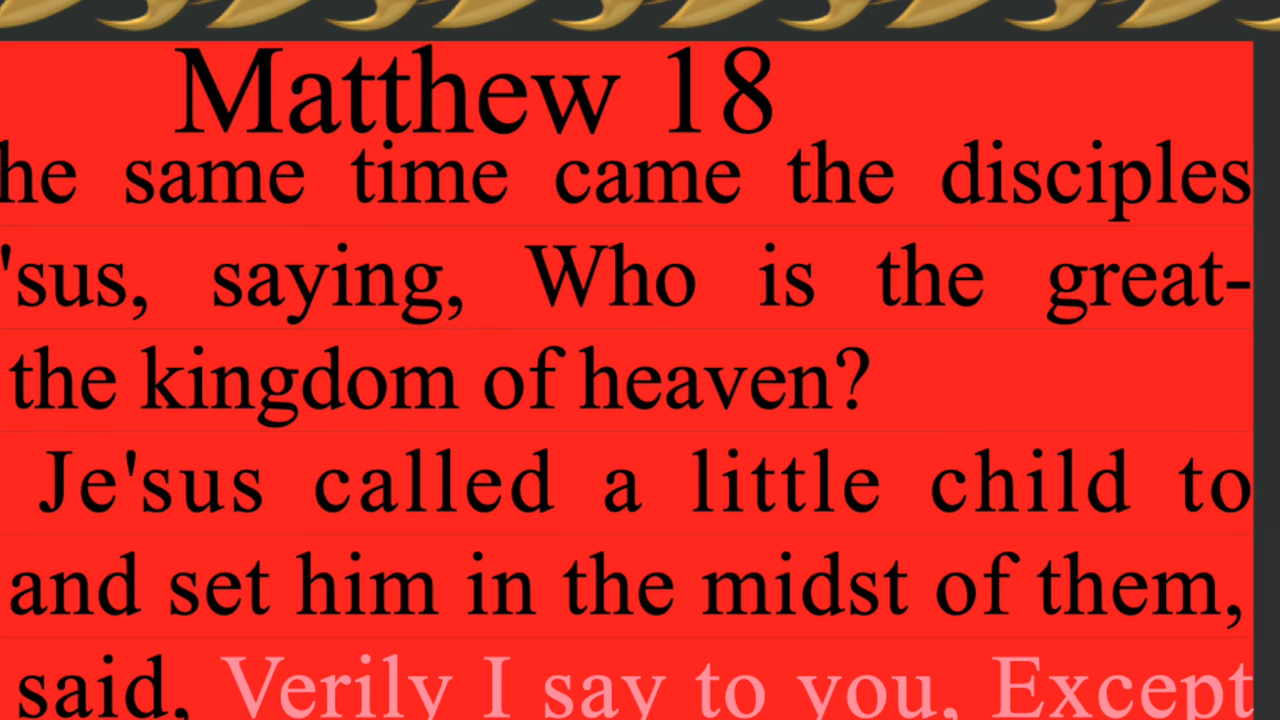 Matthew 18
he same time came the disciples
'sus, saying, Who is the great-
the kingdom of heaven?
Je'sus called a little child to
and set him in the midst of them,
said, Verily I say to you, Except